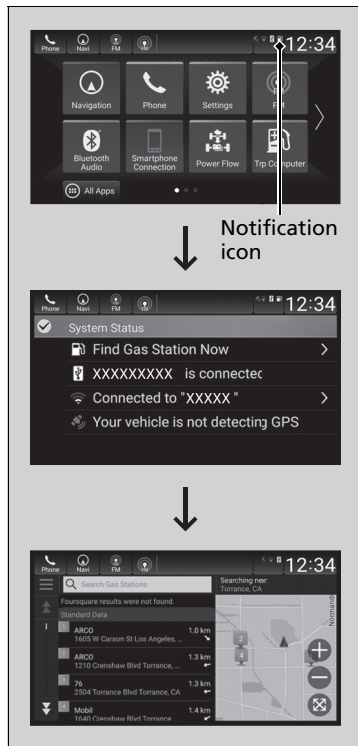 Phone Navi FM 12:34
Navigation Phone Settings FM
Bluetooth Audio Smartphone Connection Power Flow Trp Computer
All Apps
Notification
icon
Phone Navi FM 12:34
System Status
Find Gas Station Now
XXXXXXXXX is connected
Connected to "XXXXX "
Your vehicle is not detecting GPS
Phone Navi FM 12:34
Search Gas Stations
Searching near:
Torrance, CA
Foursquare results were not found.
Standard Data
ARCO 1.0 km
1605 W Carson St Los Angeles, ...
ARCO 1.3 km
1210 Crenshaw Blvd Torrance, ...
76 1.3 km
2504 Torrance Blvd Torrance, CA
Mobil 1.4 km
1640 Crenshaw Blvd Torrance
2
4
Normandi